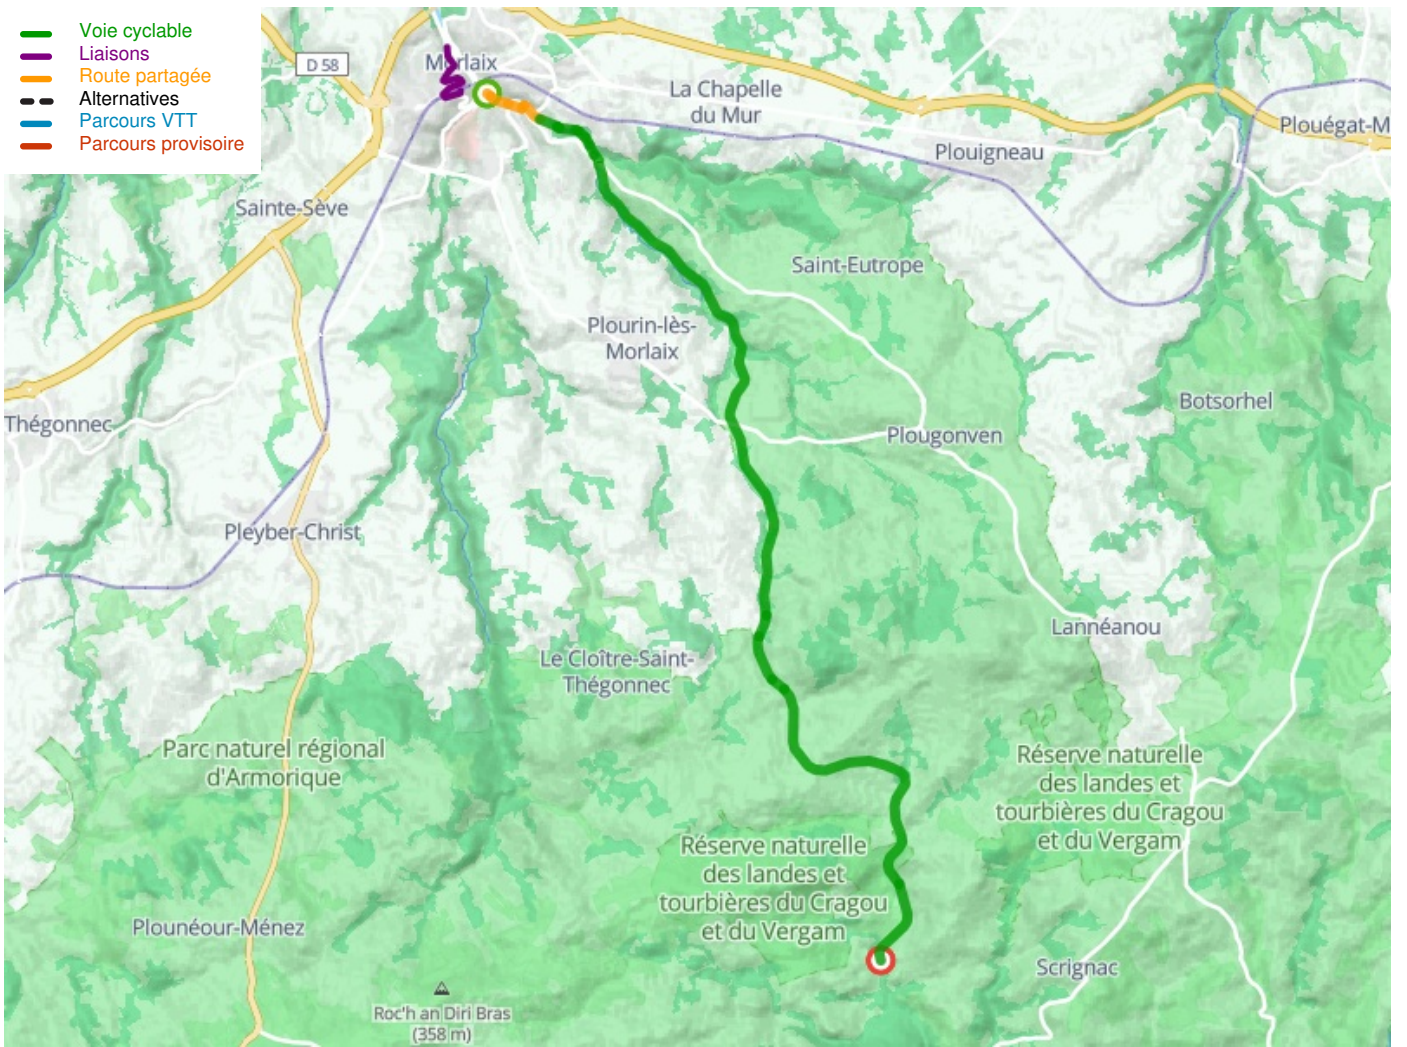 Voie cyclable
Liaisons
Route partagée
Alternatives
Parcours VTT
Parcours provisoire
D 58
Morlaix
La Chapelle
du Mur
Plouégat-M
Plouigneau
Sainte-Sève
Saint-Eutrope
Plourin-lès-
Morlaix
Botsorhel
Thégonnec
Plougonven
Pleyber-Christ
Lannéanou
Le Cloître-Saint-
Thégonnec
Parc naturel régional
d'Armorique
Réserve naturelle
des landes et
tourbières du Cragou
et du Vergam
Réserve naturelle
des landes et
tourbières du Cragou
et du Vergam
Plounéour-Ménez
Scrignac
Roc'h an Diri Bras
(358 m)